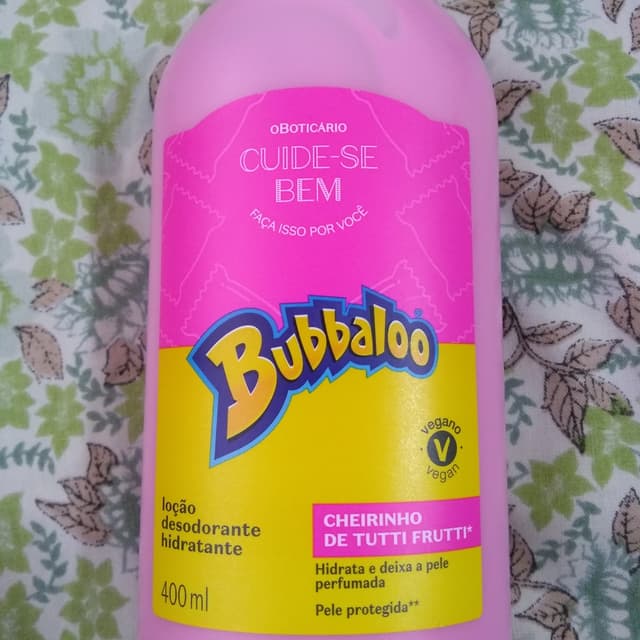 oBOTICÁRIO
CUIDE-SE
BEM
FAÇA ISSO POR VOCÊ
Bubbaloo®
vegano
V
vegan
loção
desodorante
hidratante
400 ml
CHEIRINHO
DE TUTTI FRUTTI*
Hidrata e deixa a pele
perfumada
Pele protegida**